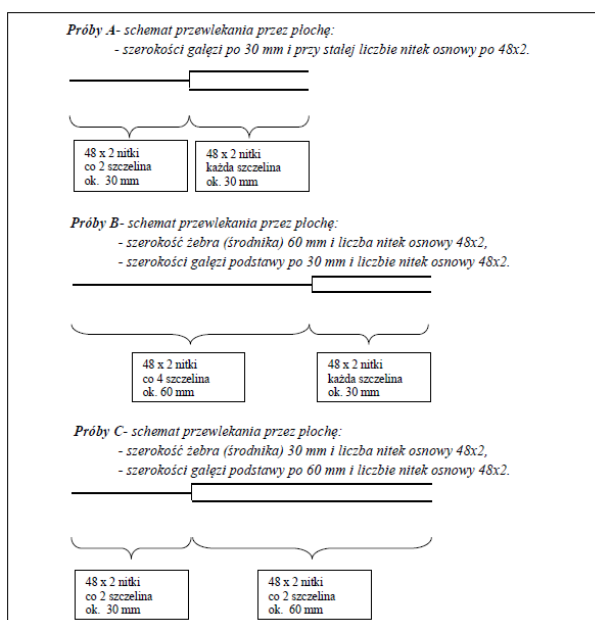 Próby A- schemat przewlekania przez płochę:
- szerokości gałęzi po 30 mm i przy stałej liczbie nitek osnowy po 48x2.
48 x 2 nitki
co 2 szczelina
ok. 30 mm
48 x 2 nitki
każda szczelina
ok. 30 mm
Próby B- schemat przewlekania przez płochę:
- szerokość żebra (środnika) 60 mm i liczba nitek osnowy 48x2,
- szerokości gałęzi podstawy po 30 mm i liczbie nitek osnowy 48x2.
48 x 2 nitki
co 4 szczelina
ok. 60 mm
48 x 2 nitki
każda szczelina
ok. 30 mm
Próby C- schemat przewlekania przez płochę:
- szerokość żebra (środnika) 30 mm i liczba nitek osnowy 48x2,
- szerokości gałęzi podstawy po 60 mm i liczbie nitek osnowy 48x2.
48 x 2 nitki
co 2 szczelina
ok. 30 mm
48 x 2 nitki
co 2 szczelina
ok. 60 mm